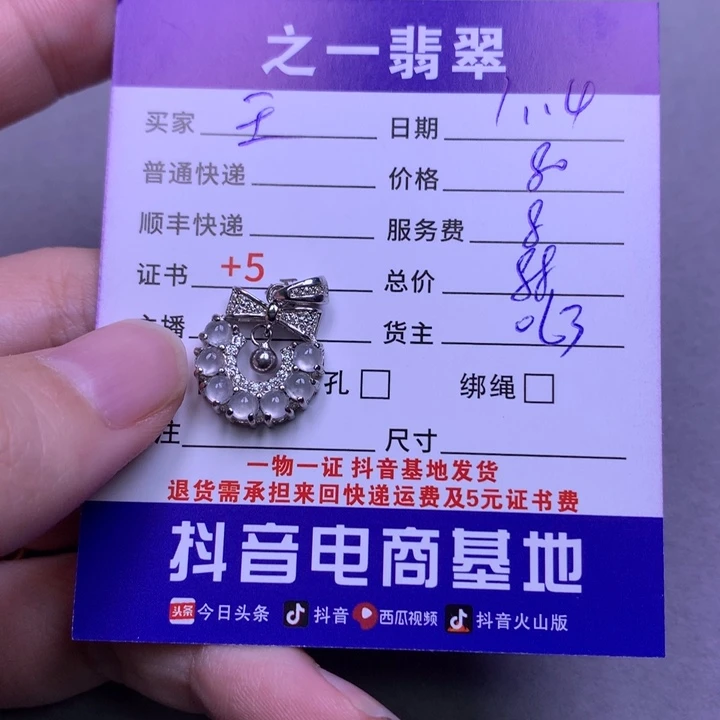 之一翡翠
买家 王 日期 1.14
普通快递 价格 80
顺丰快递 服务费 8
证书 +5 总价 88
主播 货主 063
孔 绑绳
注 尺寸
一物一证 抖音基地发货
退货需承担来回快递运费及5元证书费
抖音电商基地
头条 今日头条 抖音 西瓜视频 抖音火山版